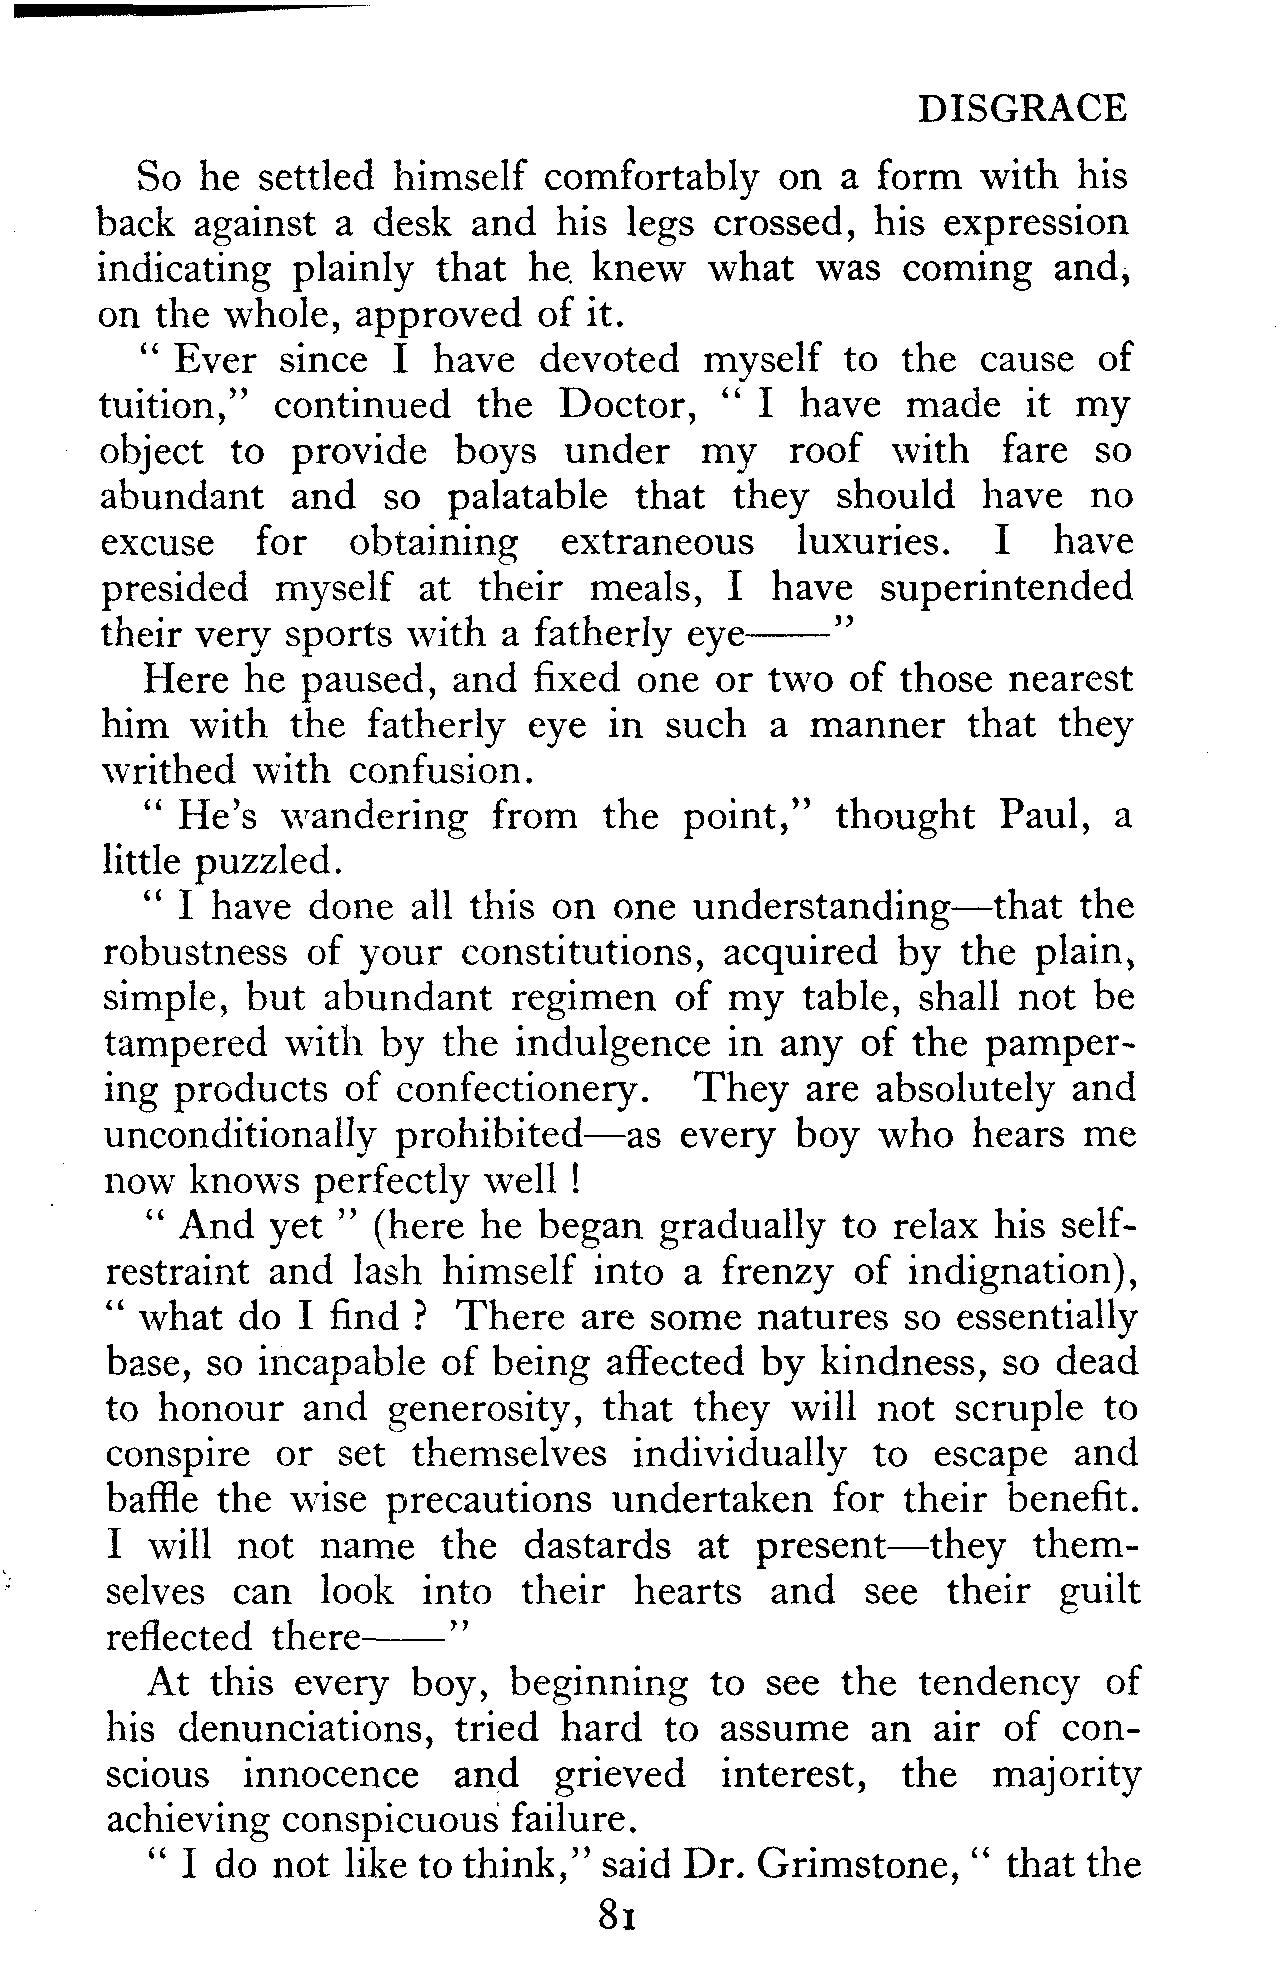 DISGRACE
So he settled himself comfortably on a form with his
back against a desk and his legs crossed, his expression
indicating plainly that he knew what was coming and,
on the whole, approved of it.
“ Ever since I have devoted myself to the cause of
tuition,” continued the Doctor, “ I have made it my
object to provide boys under my roof with fare so
abundant and so palatable that they should have no
excuse for obtaining extraneous luxuries. I have
presided myself at their meals, I have superintended
their very sports with a fatherly eye——”
Here he paused, and fixed one or two of those nearest
him with the fatherly eye in such a manner that they
writhed with confusion.
“ He’s wandering from the point,” thought Paul, a
little puzzled.
“ I have done all this on one understanding—that the
robustness of your constitutions, acquired by the plain,
simple, but abundant regimen of my table, shall not be
tampered with by the indulgence in any of the pamper-
ing products of confectionery. They are absolutely and
unconditionally prohibited—as every boy who hears me
now knows perfectly well !
“ And yet ” (here he began gradually to relax his self-
restraint and lash himself into a frenzy of indignation),
“ what do I find ? There are some natures so essentially
base, so incapable of being affected by kindness, so dead
to honour and generosity, that they will not scruple to
conspire or set themselves individually to escape and
baffle the wise precautions undertaken for their benefit.
I will not name the dastards at present—they them-
selves can look into their hearts and see their guilt
reflected there——”
At this every boy, beginning to see the tendency of
his denunciations, tried hard to assume an air of con-
scious innocence and grieved interest, the majority
achieving conspicuous failure.
“ I do not like to think,” said Dr. Grimstone, “ that the
81